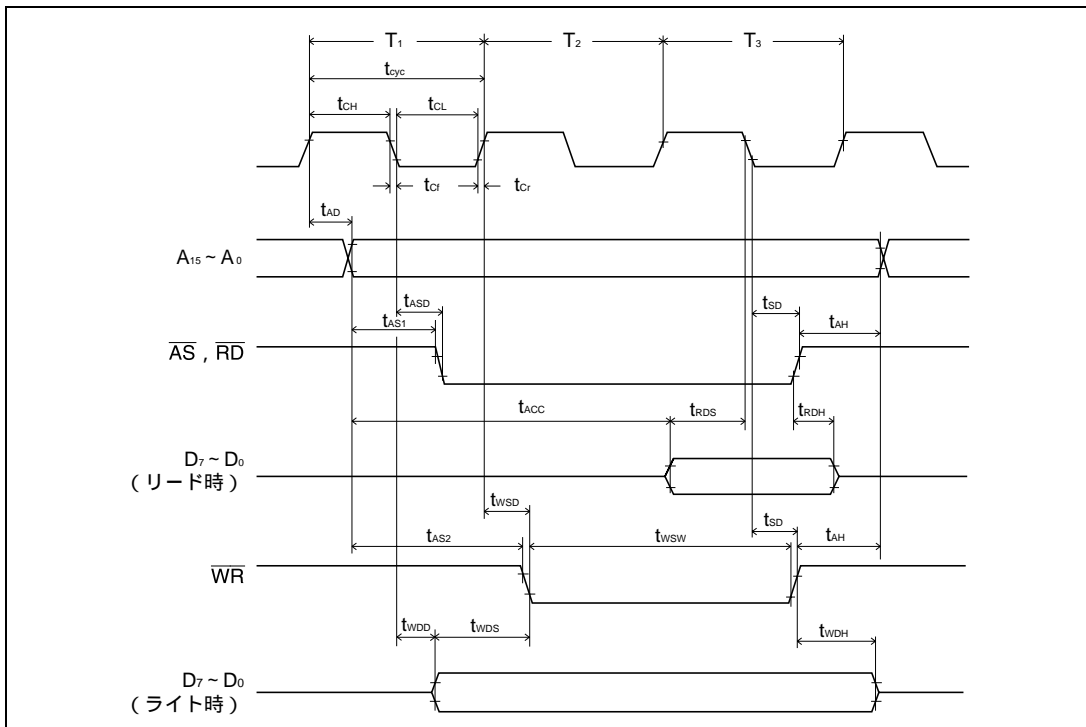 T₁ T₂ T₃
tcyc
tCH tCL
tCf tCr
tAD
A₁₅ ~ A₀
tASD tSD
tAS1 tAH
AS , RD
tACC tRDS tRDH
D₇ ~ D₀
（リード時）
tWSD tSD
tAS2 tWSW tAH
WR
tWDD tWDS tWDH
D₇ ~ D₀
（ライト時）